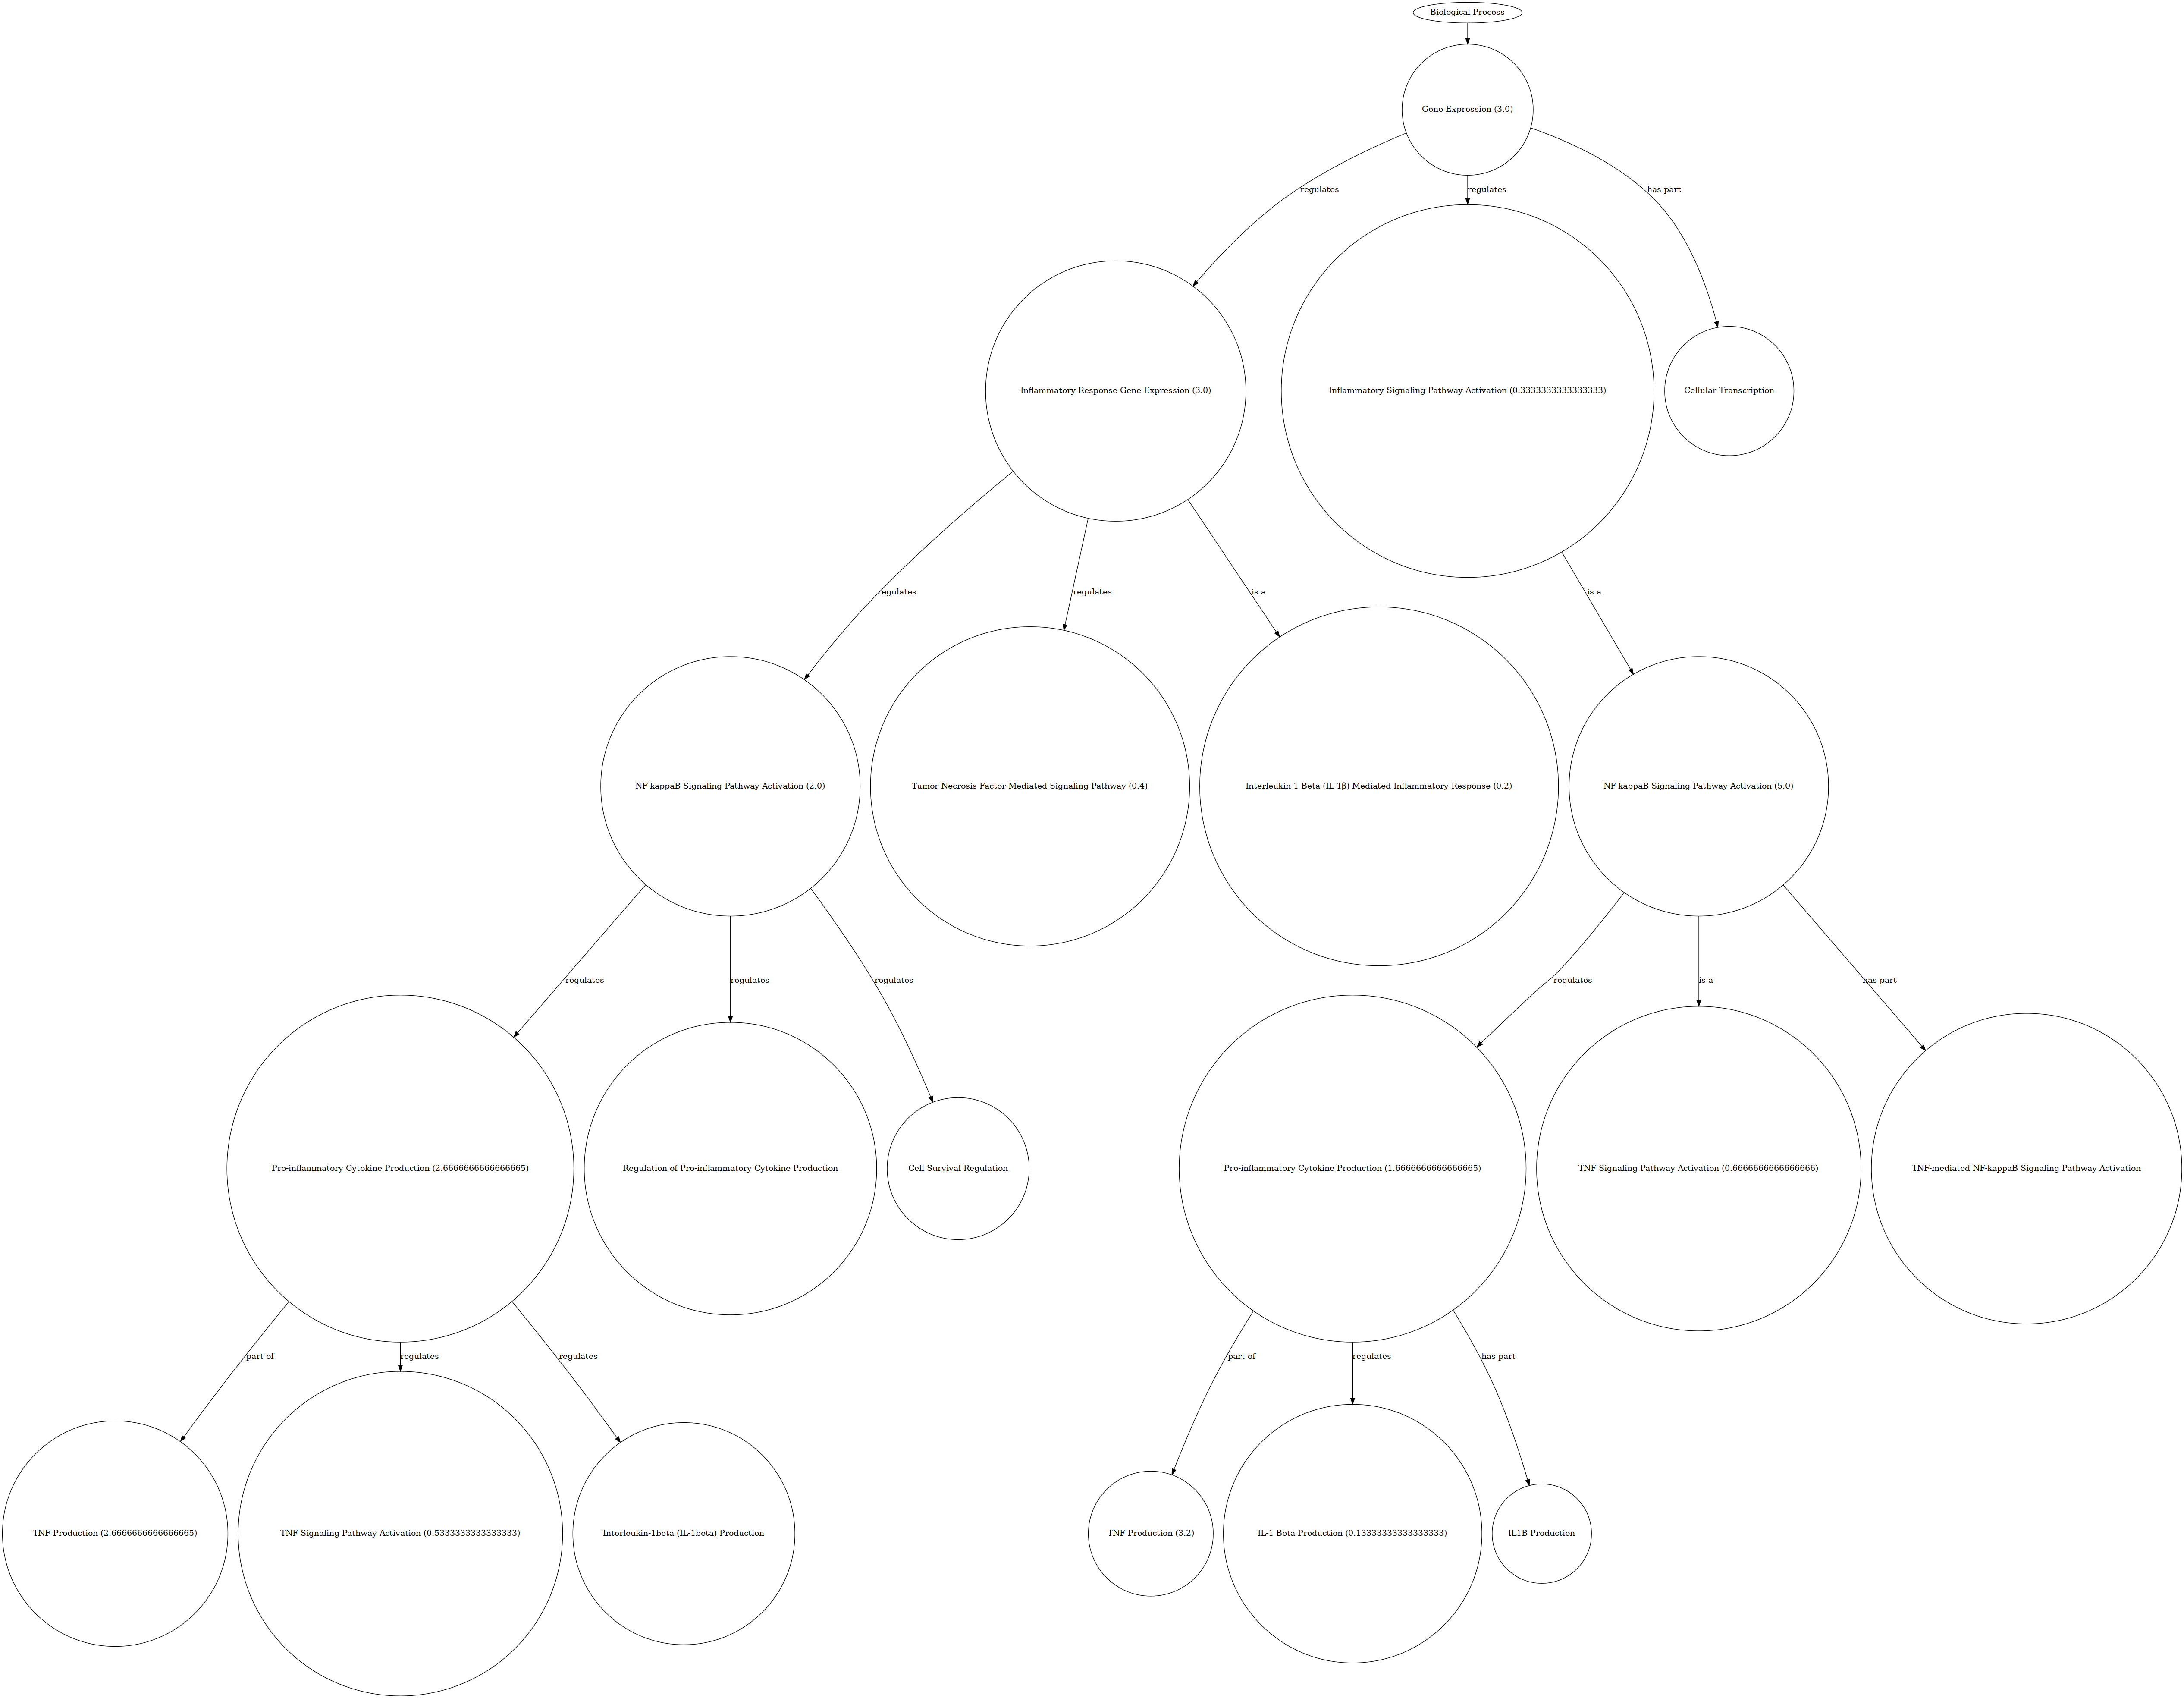 Biological Process
Gene Expression (3.0)
regulates
regulates
has part
Inflammatory Response Gene Expression (3.0)
Inflammatory Signaling Pathway Activation (0.3333333333333333)
Cellular Transcription
regulates
regulates
is a
is a
NF-kappaB Signaling Pathway Activation (2.0)
Tumor Necrosis Factor-Mediated Signaling Pathway (0.4)
Interleukin-1 Beta (IL-1β) Mediated Inflammatory Response (0.2)
NF-kappaB Signaling Pathway Activation (5.0)
regulates
regulates
regulates
regulates
is a
has part
Pro-inflammatory Cytokine Production (2.6666666666666665)
Regulation of Pro-inflammatory Cytokine Production
Cell Survival Regulation
Pro-inflammatory Cytokine Production (1.6666666666666665)
TNF Signaling Pathway Activation (0.6666666666666666)
TNF-mediated NF-kappaB Signaling Pathway Activation
part of
regulates
regulates
part of
regulates
has part
TNF Production (2.6666666666666665)
TNF Signaling Pathway Activation (0.5333333333333333)
Interleukin-1beta (IL-1beta) Production
TNF Production (3.2)
IL-1 Beta Production (0.13333333333333333)
IL1B Production